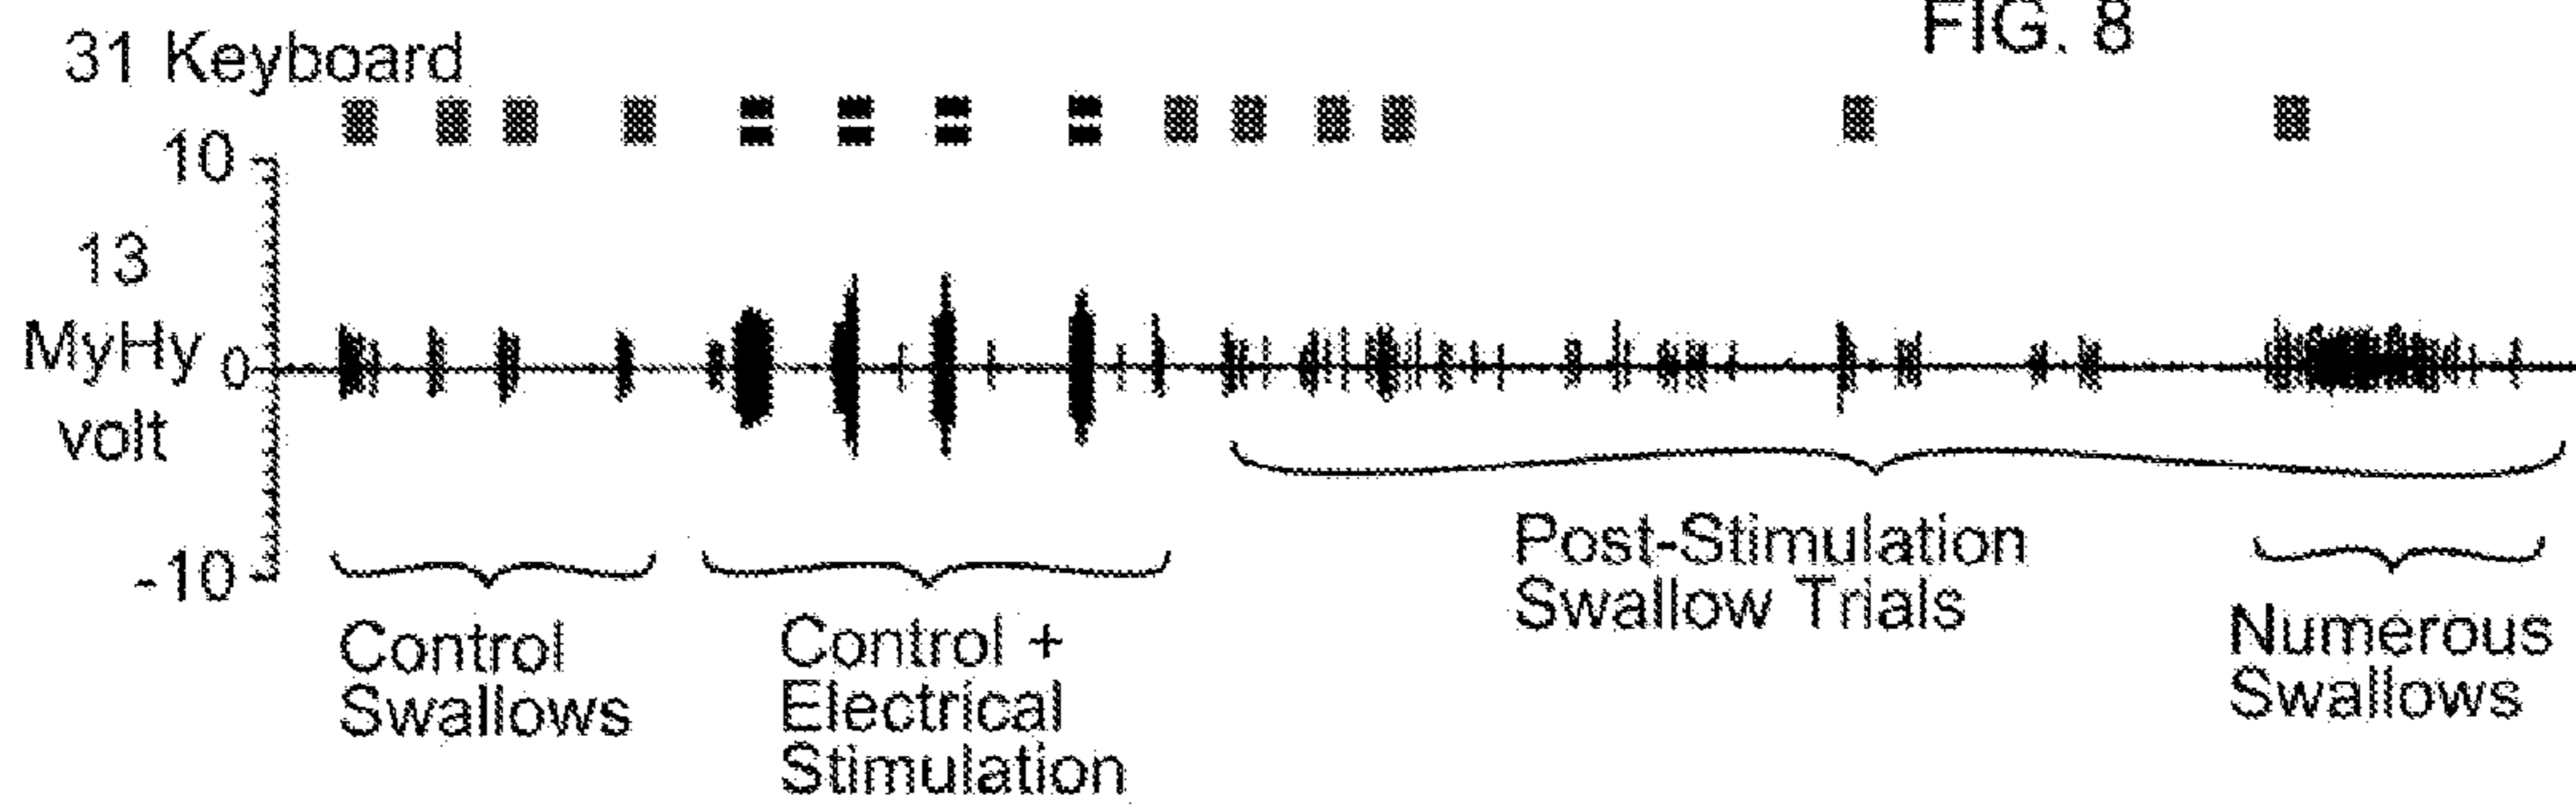 FIG. 8
31 Keyboard
10
13
MyHy
0
volt
-10
Control
Swallows
Control +
Electrical
Stimulation
Post-Stimulation
Swallow Trials
Numerous
Swallows